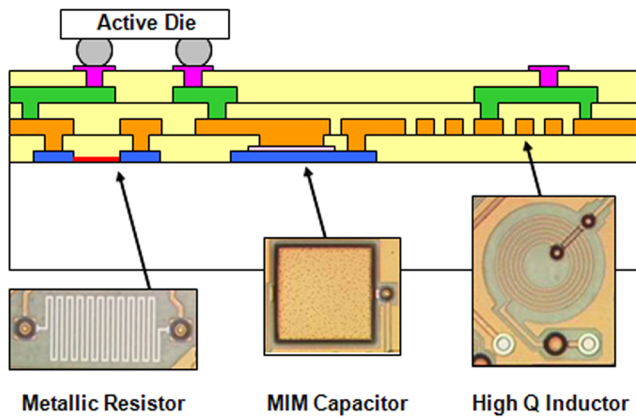 Active Die
Metallic Resistor
MIM Capacitor
High Q Inductor